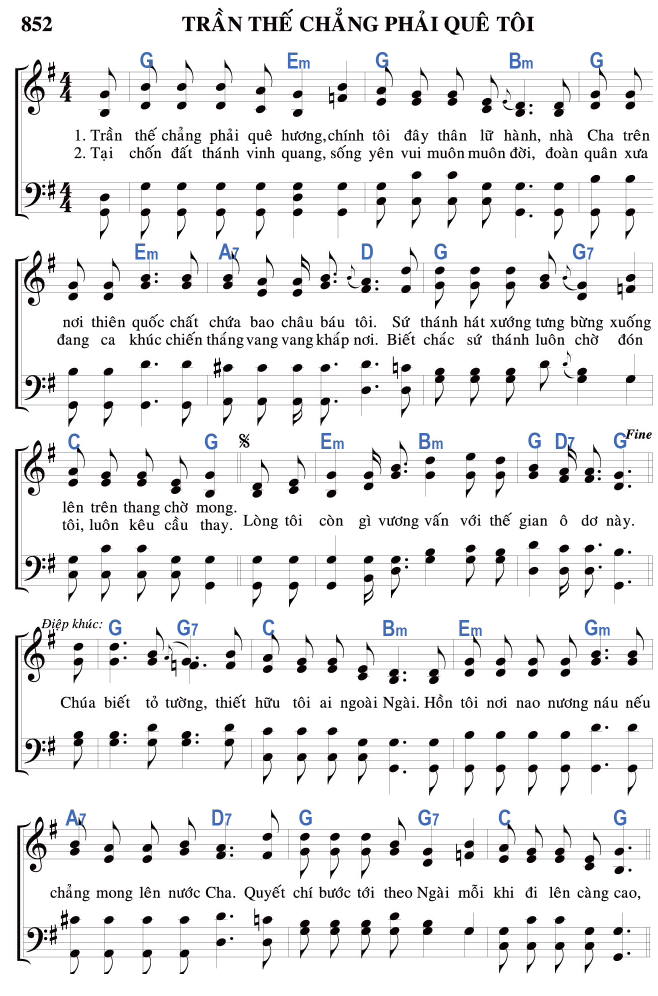 852 TRẦN THẾ CHẲNG PHẢI QUÊ TÔI
G Em G Bm G
1. Trần thế chẳng phải quê hương, chính tôi đây thân lữ hành, nhà Cha trên
2. Tại chốn đất thánh vinh quang, sống yên vui muôn muôn đời, đoàn quân xưa
Em A7 D G G7
nơi thiên quốc chất chứa bao châu báu tôi. Sứ thánh hát xướng tưng bừng xuống
đang ca khúc chiến thắng vang vang khắp nơi. Biết chắc sứ thánh luôn chờ đón
Fine
C G Em Bm G D7 G
lên trên thang chờ mong.
tôi, luôn kêu cầu thay. Lòng tôi còn gì vương vấn với thế gian ô dơ này.
Điệp khúc: G G7 C Bm Em Gm
Chúa biết tỏ tường, thiết hữu tôi ai ngoài Ngài. Hồn tôi nơi nao nương náu nếu
A7 D7 G G7 C G
chẳng mong lên nước Cha. Quyết chí bước tới theo Ngài mỗi khi đi lên càng cao,